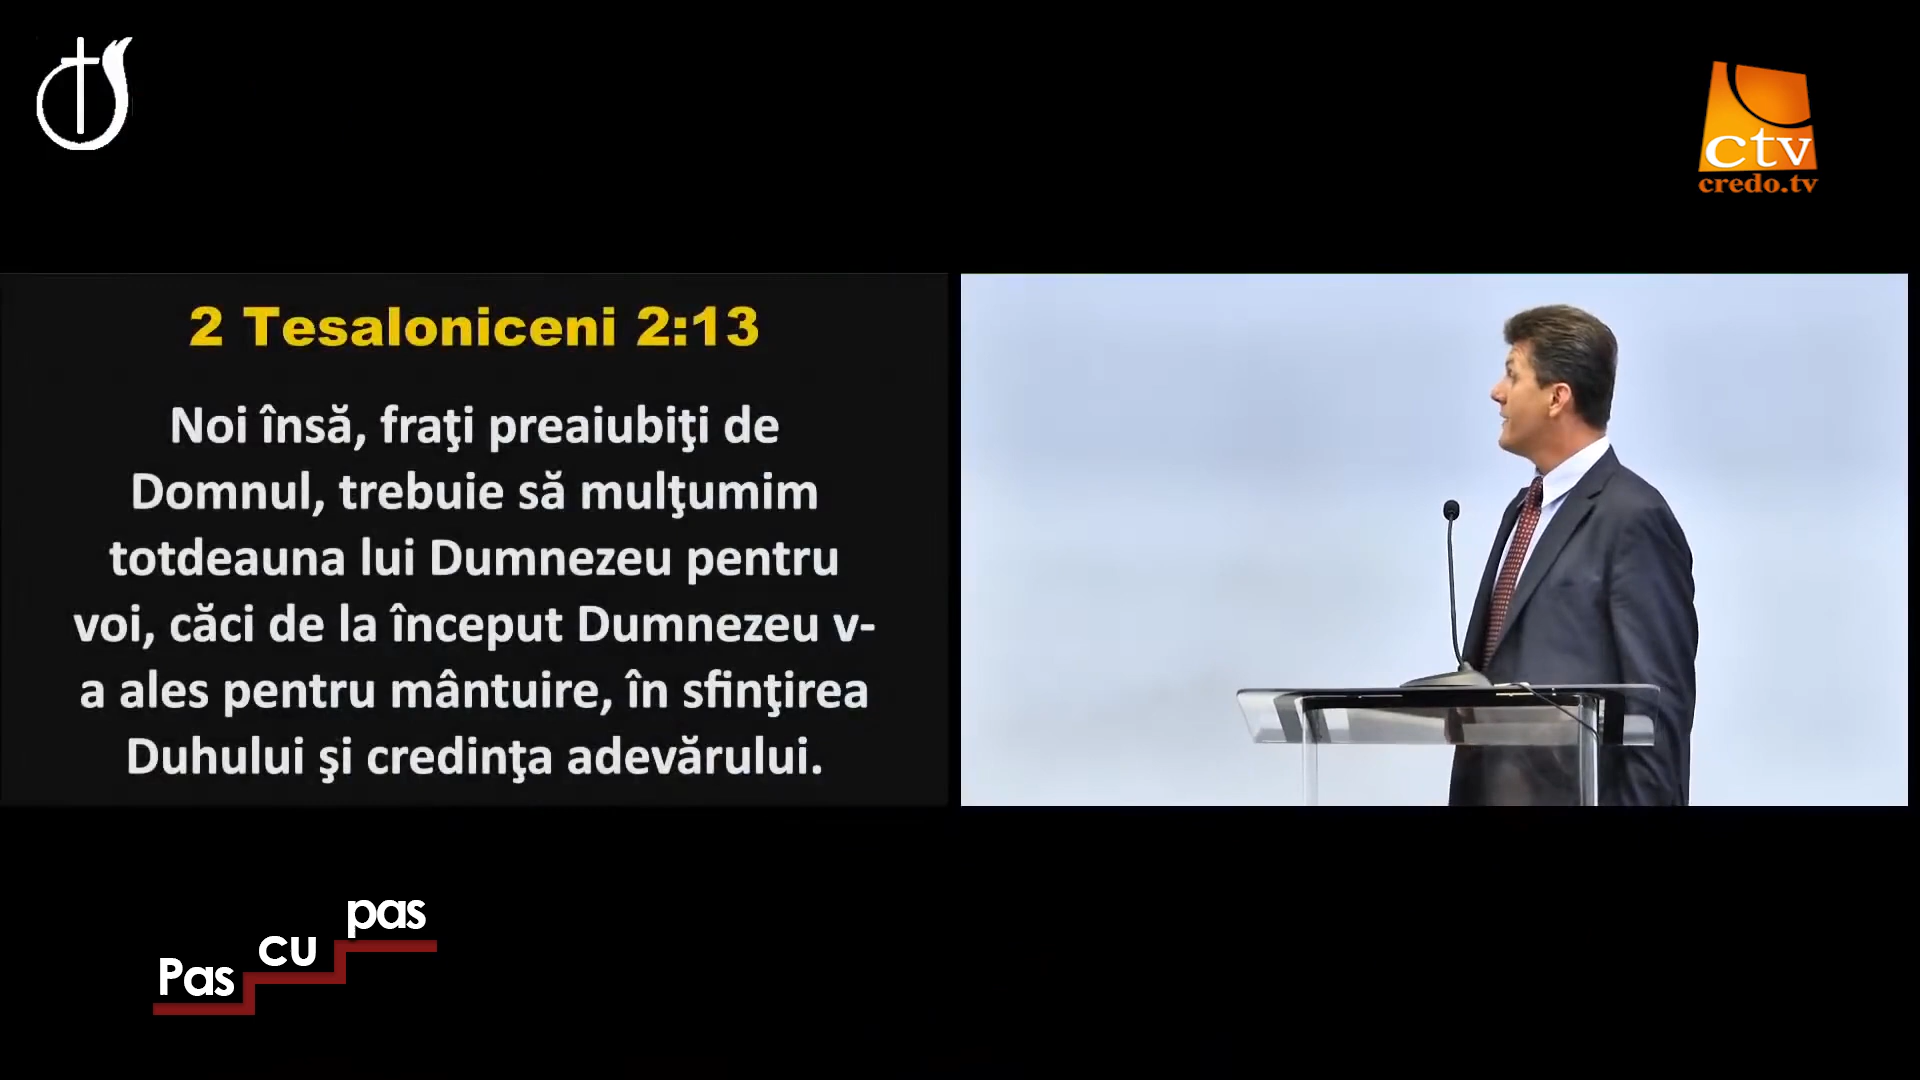 ctv
credo.tv
2 Tesaloniceni 2:13
Noi însă, fraţi preaiubiţi de
Domnul, trebuie să mulţumim
totdeauna lui Dumnezeu pentru
voi, căci de la început Dumnezeu v-
a ales pentru mântuire, în sfinţirea
Duhului şi credinţa adevărului.
Pas
cu
pas